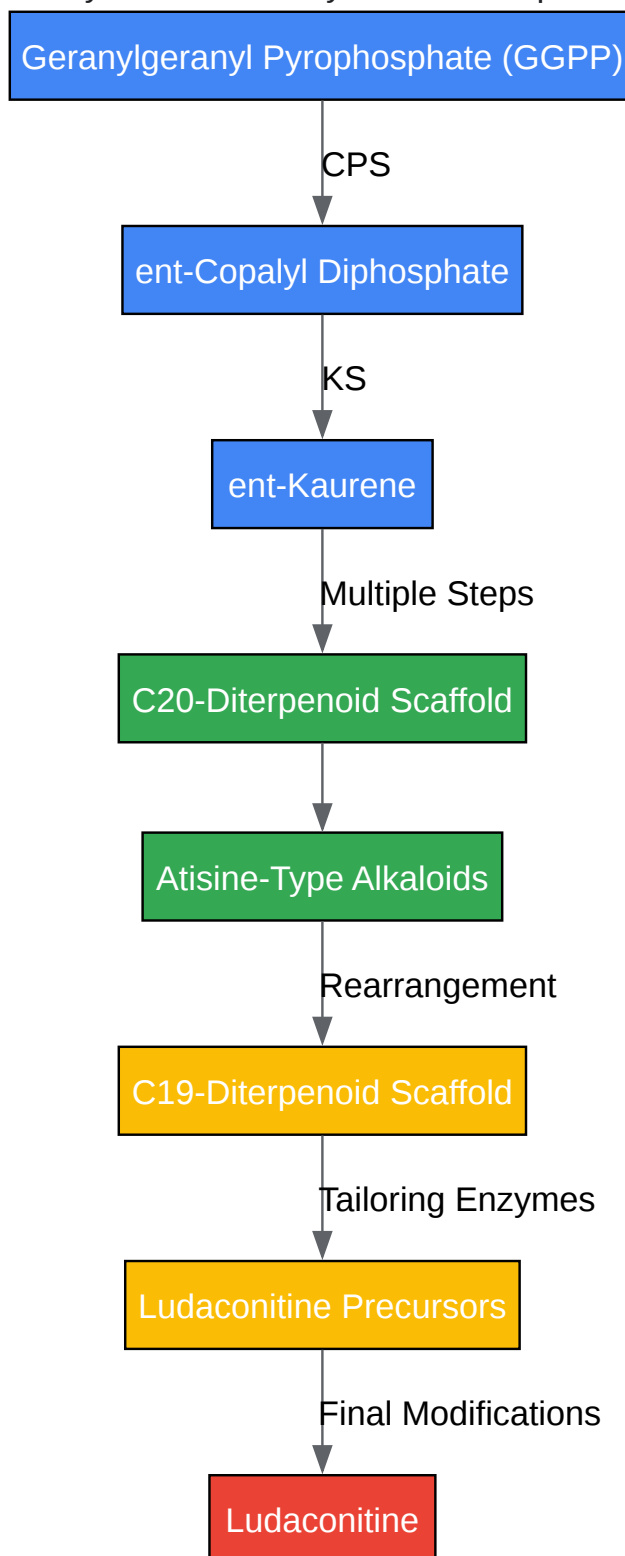 Geranylgeranyl Pyrophosphate (GGPP)
CPS
ent-Copalyl Diphosphate
KS
ent-Kaurene
Multiple Steps
C20-Diterpenoid Scaffold
Atisine-Type Alkaloids
Rearrangement
C19-Diterpenoid Scaffold
Tailoring Enzymes
Ludaconitine Precursors
Final Modifications
Ludaconitine